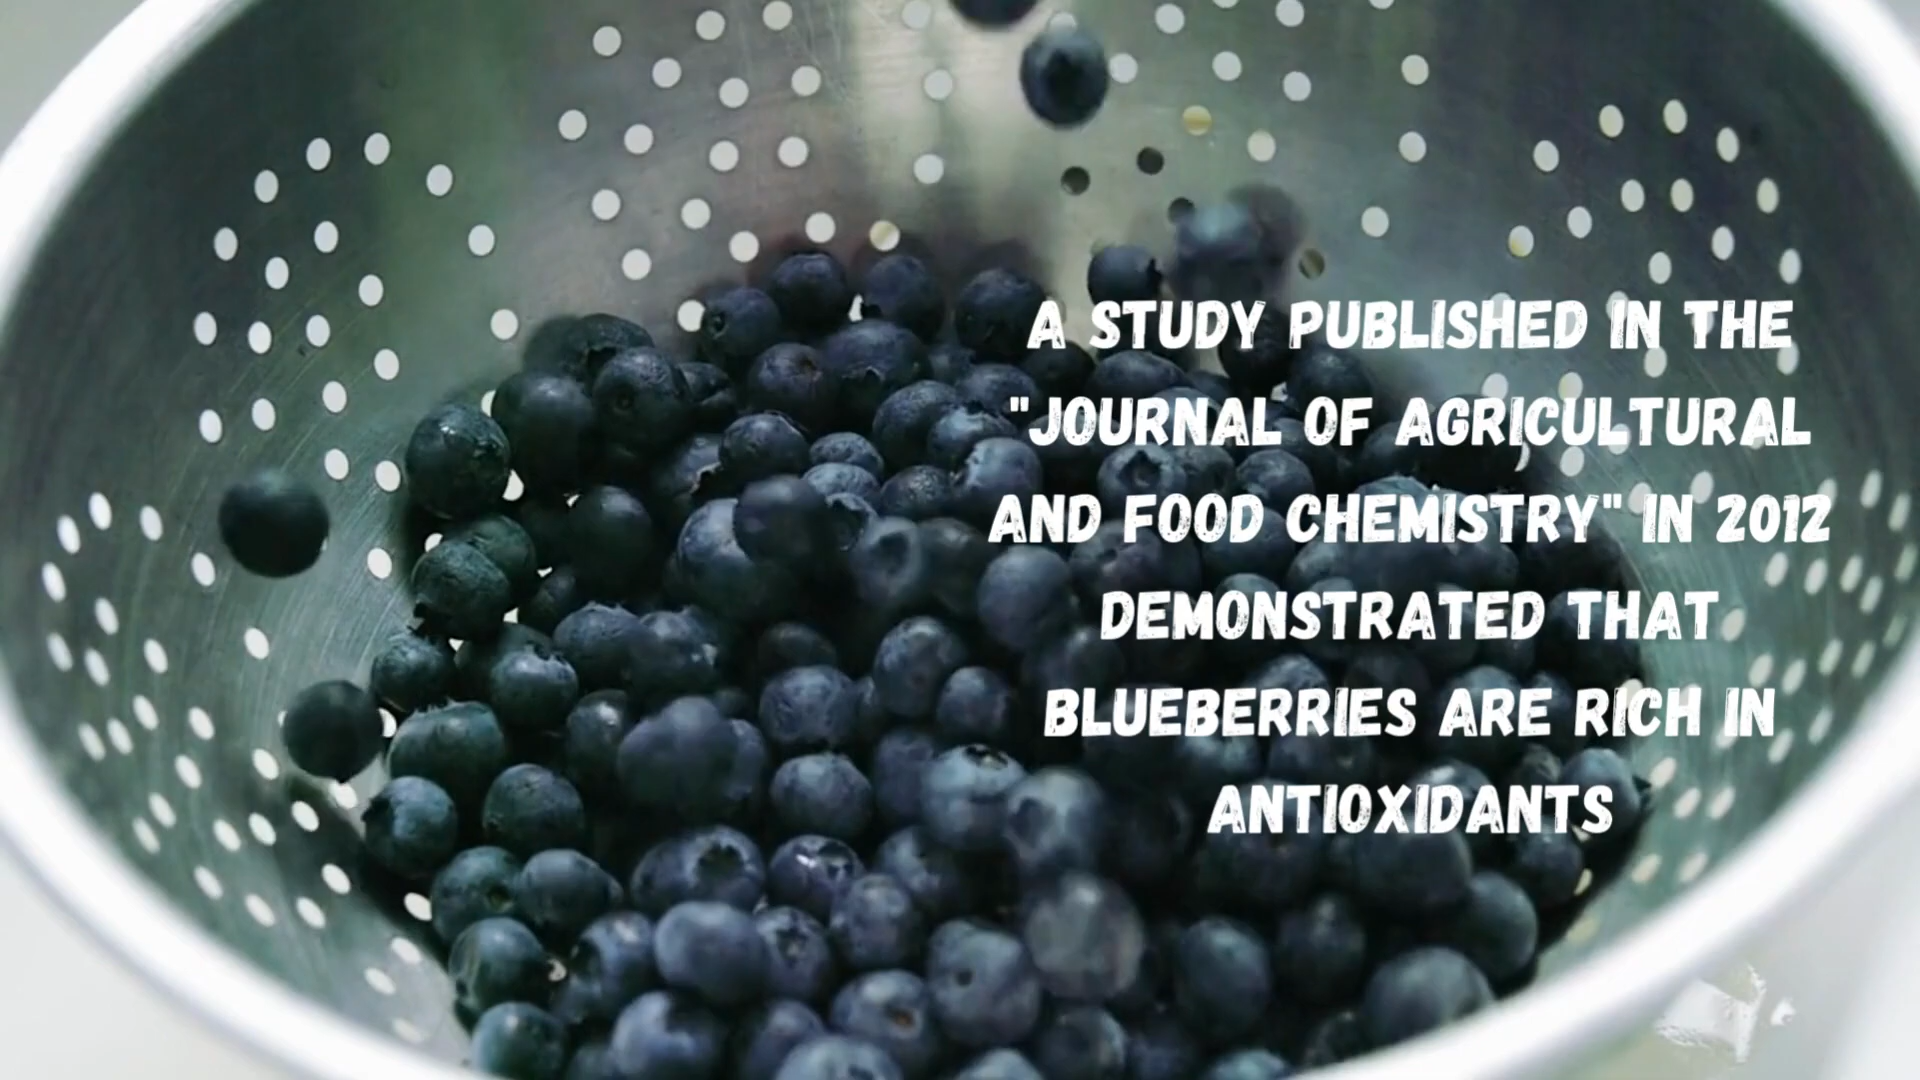 A STUDY PUBLISHED IN THE
"JOURNAL OF AGRICULTURAL
AND FOOD CHEMISTRY" IN 2012
DEMONSTRATED THAT
BLUEBERRIES ARE RICH IN
ANTIOXIDANTS